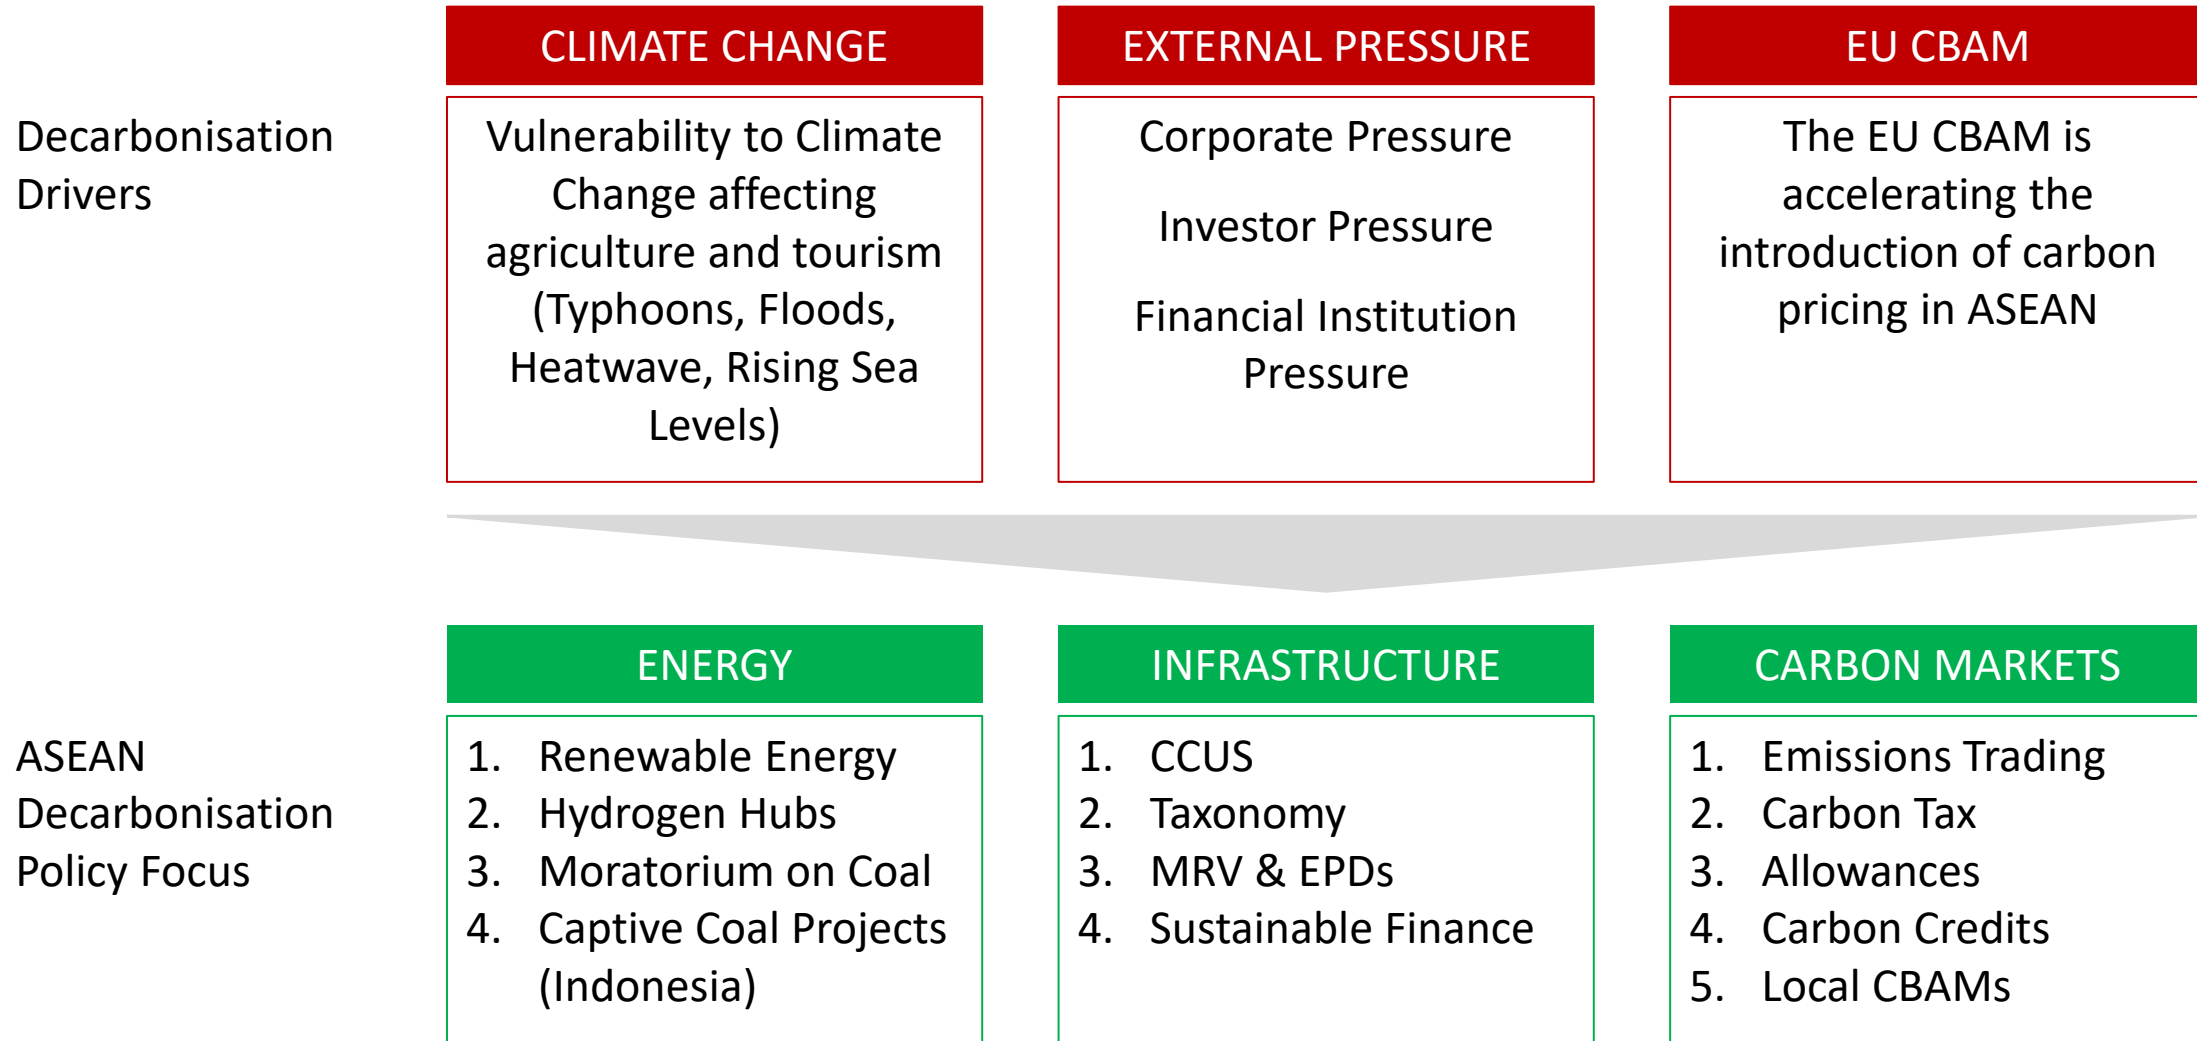 CLIMATE CHANGE
EXTERNAL PRESSURE
EU CBAM
Decarbonisation
Drivers
Vulnerability to Climate
Change affecting
agriculture and tourism
(Typhoons, Floods,
Heatwave, Rising Sea
Levels)
Corporate Pressure
Investor Pressure
Financial Institution
Pressure
The EU CBAM is
accelerating the
introduction of carbon
pricing in ASEAN
ENERGY
INFRASTRUCTURE
CARBON MARKETS
ASEAN
Decarbonisation
Policy Focus
1. Renewable Energy
2. Hydrogen Hubs
3. Moratorium on Coal
4. Captive Coal Projects
(Indonesia)
1. CCUS
2. Taxonomy
3. MRV & EPDs
4. Sustainable Finance
1. Emissions Trading
2. Carbon Tax
3. Allowances
4. Carbon Credits
5. Local CBAMs